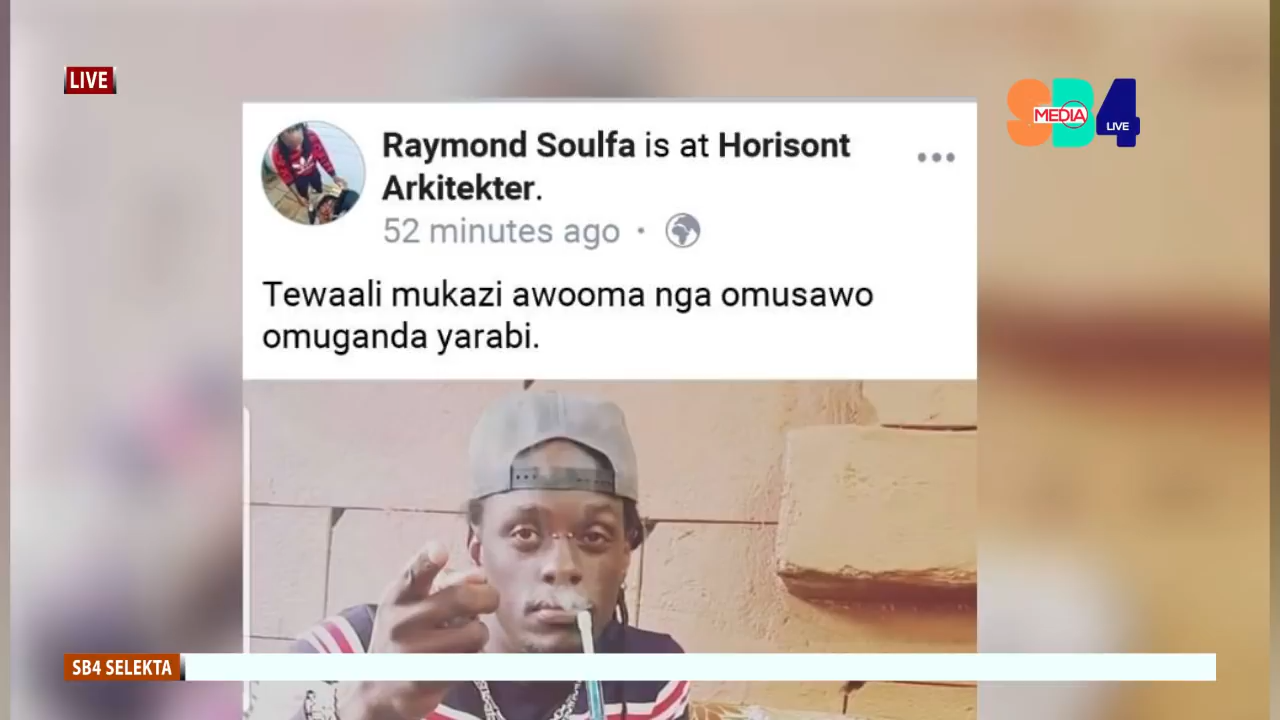 LIVE
SB4
MEDIA
LIVE
Raymond Soulfa is at Horisont
Arkitekter.
52 minutes ago ·
Tewaali mukazi awooma nga omusawo
omuganda yarabi.
SB4 SELEKTA